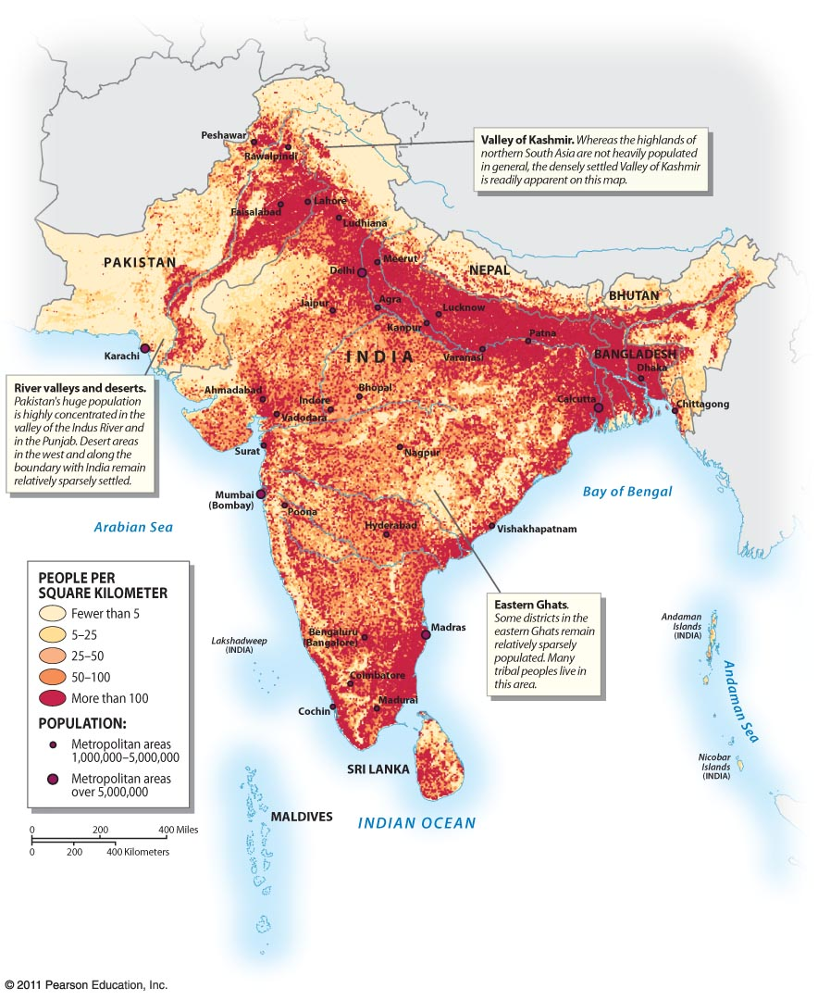 Peshawar
Rawalpindi
Valley of Kashmir. Whereas the highlands of
northern South Asia are not heavily populated
in general, the densely settled Valley of Kashmir
is readily apparent on this map.
Lahore
Faisalabad
Ludhiana
PAKISTAN
Meerut
Delhi
NEPAL
BHUTAN
Jaipur
Agra
Lucknow
Kanpur
Patna
Karachi
INDIA
Varanasi
BANGLADESH
Dhaka
River valleys and deserts.
Pakistan's huge population
is highly concentrated in the
valley of the Indus River and
in the Punjab. Desert areas
in the west and along the
boundary with India remain
relatively sparsely settled.
Ahmadabad
Indore
Bhopal
Vadodara
Calcutta
Chittagong
Surat
Nagpur
Mumbai
(Bombay)
Poona
Bay of Bengal
Arabian Sea
Hyderabad
Vishakhapatnam
PEOPLE PER
SQUARE KILOMETER
Fewer than 5
5–25
25–50
50–100
More than 100
POPULATION:
Metropolitan areas
1,000,000–5,000,000
Metropolitan areas
over 5,000,000
Eastern Ghats.
Some districts in the
eastern Ghats remain
relatively sparsely
populated. Many
tribal peoples live in
this area.
Lakshadweep
(INDIA)
Bengaluru
(Bangalore)
Madras
Andaman
Islands
(INDIA)
Andaman Sea
Coimbatore
Cochin
Madurai
SRI LANKA
Nicobar
Islands
(INDIA)
MALDIVES
INDIAN OCEAN
0 200 400 Miles
0 200 400 Kilometers
© 2011 Pearson Education, Inc.